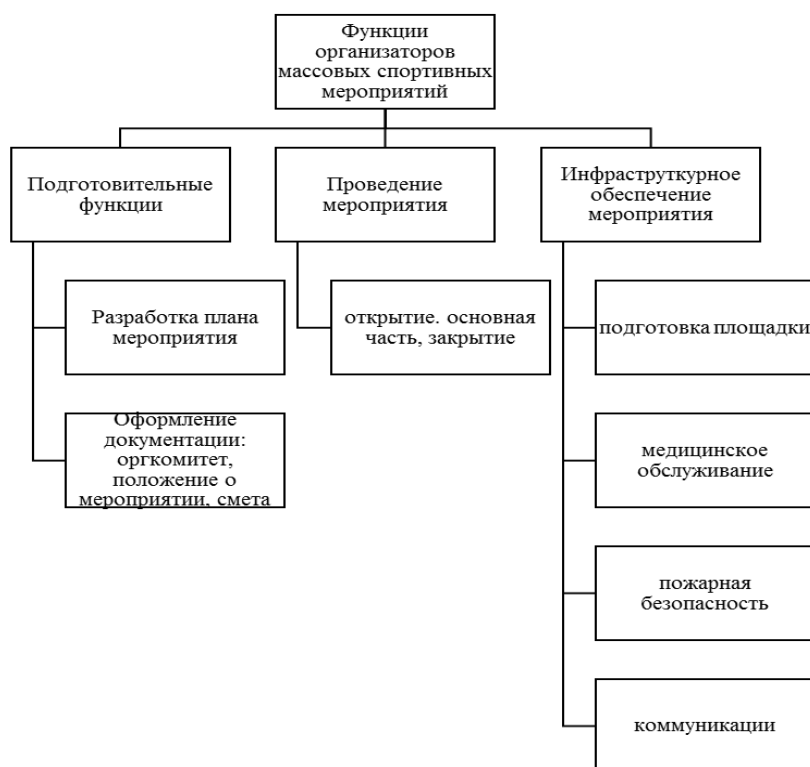 Функции
организаторов
массовых спортивных
мероприятий
Подготовительные
функции
Разработка плана
мероприятия
Оформление
документации:
оргкомитет,
положение о
мероприятии, смета
Проведение
мероприятия
открытие. основная
часть, закрытие
Инфраструткурное
обеспечение
мероприятия
подготовка площадки
медицинское
обслуживание
пожарная
безопасность
коммуникации